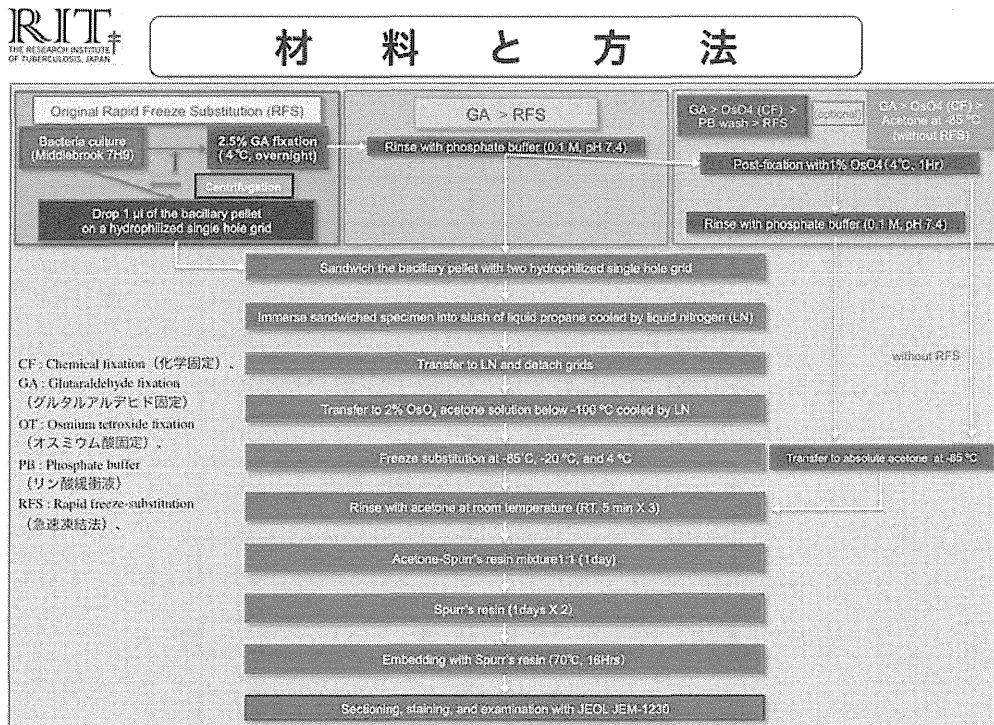 RIT
THE RESEARCH INSTITUTE
OF TUBERCULOSIS, JAPAN
材料と方法
Original Rapid Freeze Substitution (RFS)
Bacteria culture
(Middlebrook 7H9)
2.5% GA fixation
(4℃, overnight)
Centrifugation
Drop 1 µl of the bacillary pellet
on a hydrophilized single hole grid
GA > RFS
Rinse with phosphate buffer (0.1 M, pH 7.4)
GA > OsO4 (CF) >
PB wash > RFS
(optional)
GA > OsO4 (CF) >
Acetone at -85 ºC
(without RFS)
Post-fixation with 1% OsO4 (4℃, 1Hr)
Rinse with phosphate buffer (0.1 M, pH 7.4)
Sandwich the bacillary pellet with two hydrophilized single hole grid
Immerse sandwiched specimen into slush of liquid propane cooled by liquid nitrogen (LN)
Transfer to LN and detach grids
without RFS
Transfer to 2% OsO₄ acetone solution below -100 ºC cooled by LN
Freeze substitution at -85℃, -20 ºC, and 4 ºC
Transfer to absolute acetone at -85 ºC
Rinse with acetone at room temperature (RT, 5 min X 3)
Acetone-Spurr's resin mixture1:1 (1day)
Spurr's resin (1days X 2)
Embedding with Spurr's resin (70℃, 16Hrs)
Sectioning, staining, and examination with JEOL JEM-1230
CF : Chemical fixation（化学固定）、
GA : Glutaraldehyde fixation
（グルタルアルデヒド固定）
OT : Osmium tetroxide fixation
（オスミウム酸固定）、
PB : Phosphate buffer
（リン酸緩衝液）
RFS : Rapid freeze-substitution
（急速凍結法）、